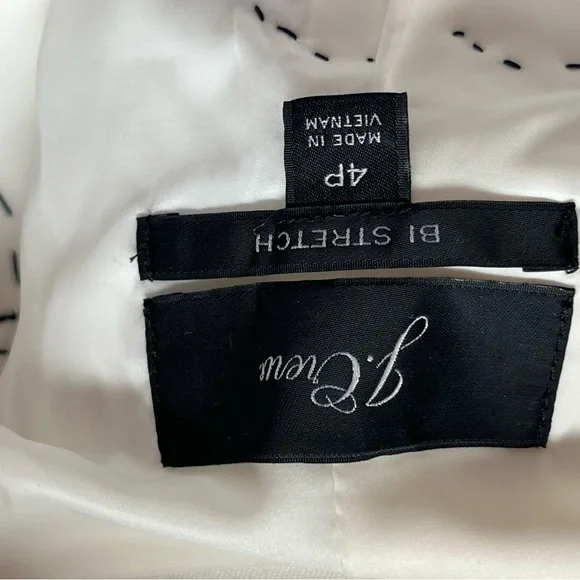 J.Crew
BI STRETCH
4P
MADE IN
VIETNAM